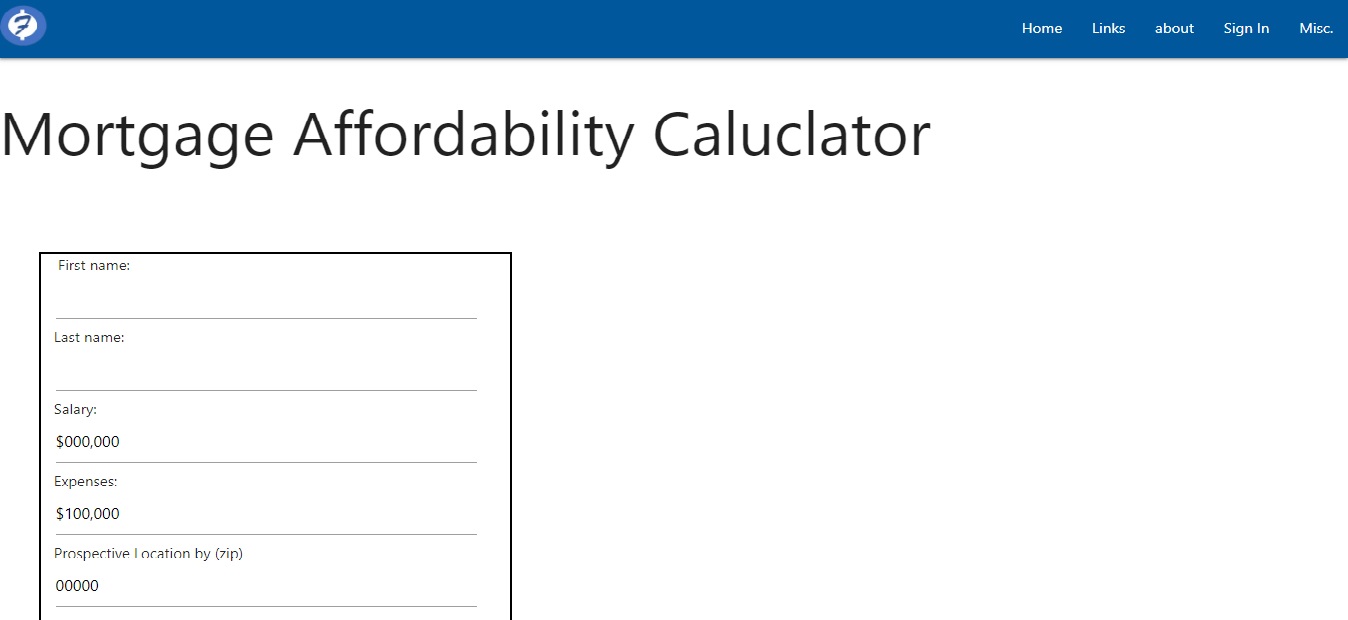 Home Links about Sign In Misc.
Mortgage Affordability Caluclator
First name:
Last name:
Salary:
$000,000
Expenses:
$100,000
Prospective Location by (zip)
00000